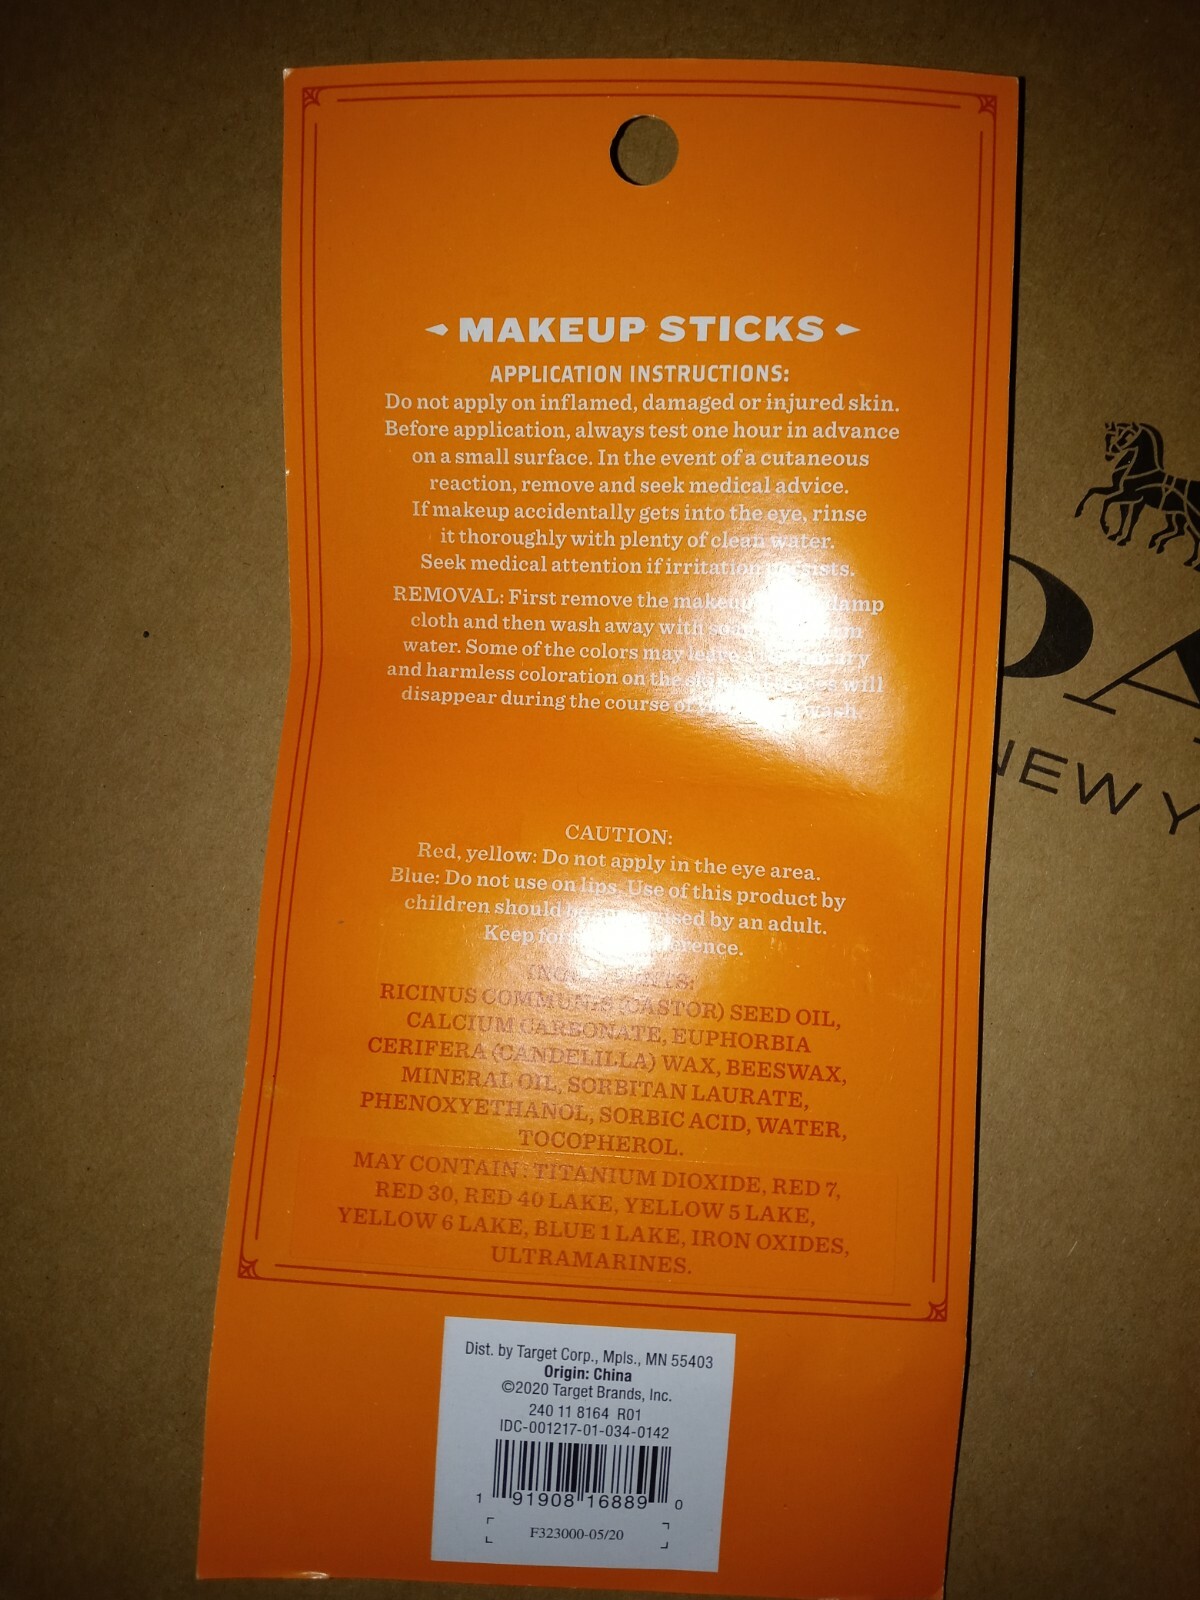 MAKEUP STICKS
APPLICATION INSTRUCTIONS:
Do not apply on inflamed, damaged or injured skin.
Before application, always test one hour in advance
on a small surface. In the event of a cutaneous
reaction, remove and seek medical advice.
If makeup accidentally gets into the eye, rinse
it thoroughly with plenty of clean water.
Seek medical attention if irritation persists.
REMOVAL: First remove the makeup damp
cloth and then wash away with
water. Some of the colors may leave a
and harmless coloration on the will
disappear during the course of wash.
CAUTION:
Red, yellow: Do not apply in the eye area.
Blue: Do not use on lips. Use of this product by
children should be supervised by an adult.
Keep for
INGREDIENTS:
RICINUS COMMUNIS (CASTOR) SEED OIL,
CALCIUM CARBONATE, EUPHORBIA
CERIFERA (CANDELILLA) WAX, BEESWAX,
MINERAL OIL, SORBITAN LAURATE,
PHENOXYETHANOL, SORBIC ACID, WATER,
TOCOPHEROL.
MAY CONTAIN: TITANIUM DIOXIDE, RED 7,
RED 30, RED 40 LAKE, YELLOW 5 LAKE,
YELLOW 6 LAKE, BLUE 1 LAKE, IRON OXIDES,
ULTRAMARINES.
Dist. by Target Corp., Mpls., MN 55403
Origin: China
©2020 Target Brands, Inc.
240 11 8164 R01
IDC-001217-01-034-0142
1 91908 16889 0
F323000-05/20
OA
NEW Y